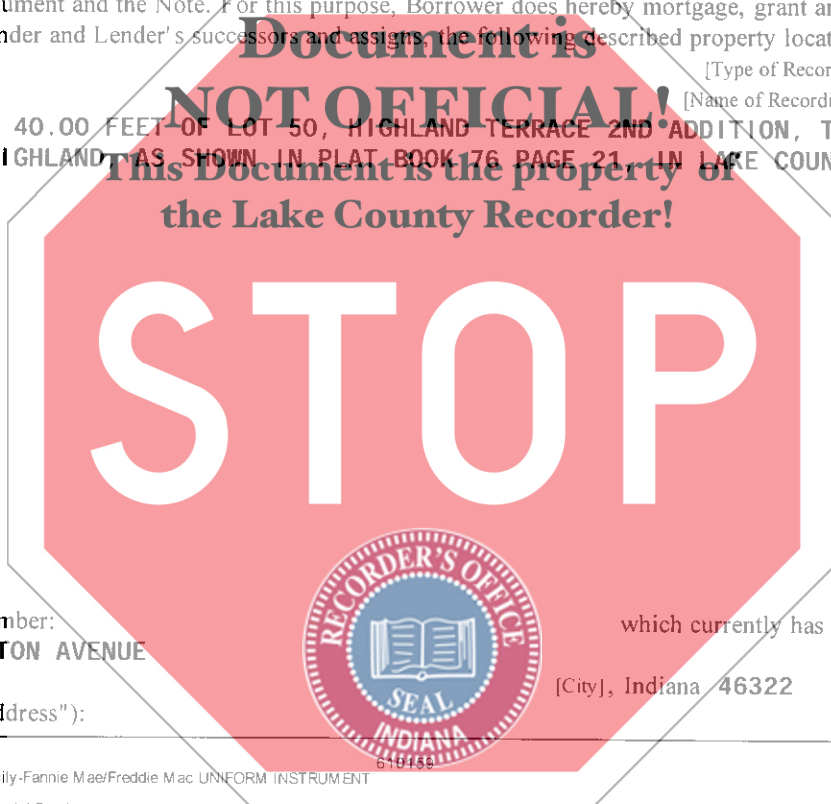 ument and the Note. For this purpose, Borrower does hereby mortgage, grant an
nder and Lender's successors and assigns, the following described property locat
Document is
[Type of Recor
NOT OFFICIAL!
[Name of Recordi
40.00 FEET OF LOT 50, HIGHLAND TERRACE 2ND ADDITION, T
IGHLAND, AS SHOWN IN PLAT BOOK 76 PAGE 21, IN LAKE COUN
This Document is the property of
the Lake County Recorder!
STOP
RECORDER'S OFFICE
SEAL
INDIANA
nber:
which currently has
TON AVENUE
[City], Indiana 46322
ddress"):
610159
ily-Fannie Mae/Freddie Mac UNIFORM INSTRUMENT